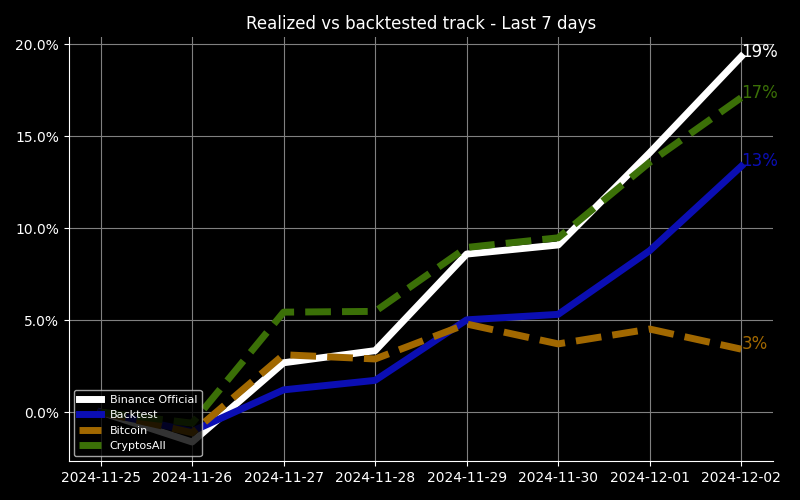 Realized vs backtested track - Last 7 days
20.0%
15.0%
10.0%
5.0%
0.0%
19%
17%
13%
3%
Binance Official
Backtest
Bitcoin
CryptosAll
2024-11-25 2024-11-26 2024-11-27 2024-11-28 2024-11-29 2024-11-30 2024-12-01 2024-12-02